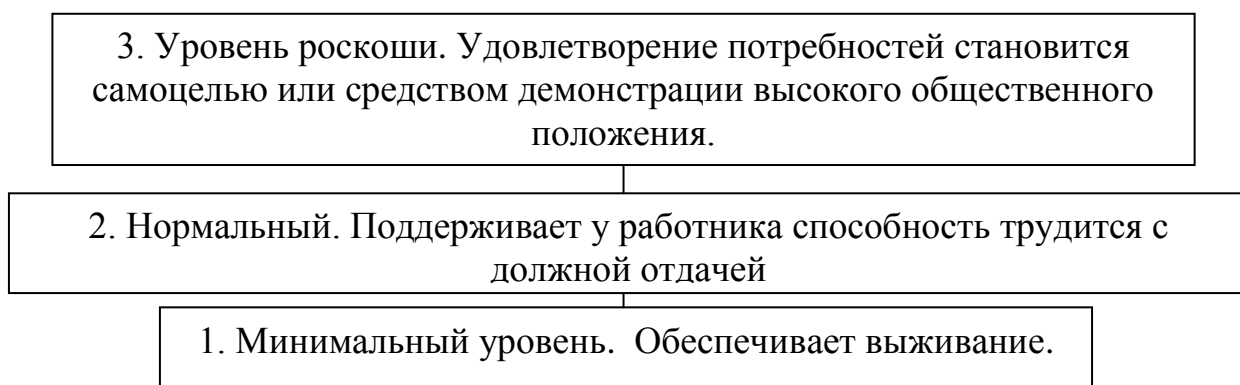 3. Уровень роскоши. Удовлетворение потребностей становится
самоцелью или средством демонстрации высокого общественного
положения.
2. Нормальный. Поддерживает у работника способность трудится с
должной отдачей
1. Минимальный уровень. Обеспечивает выживание.